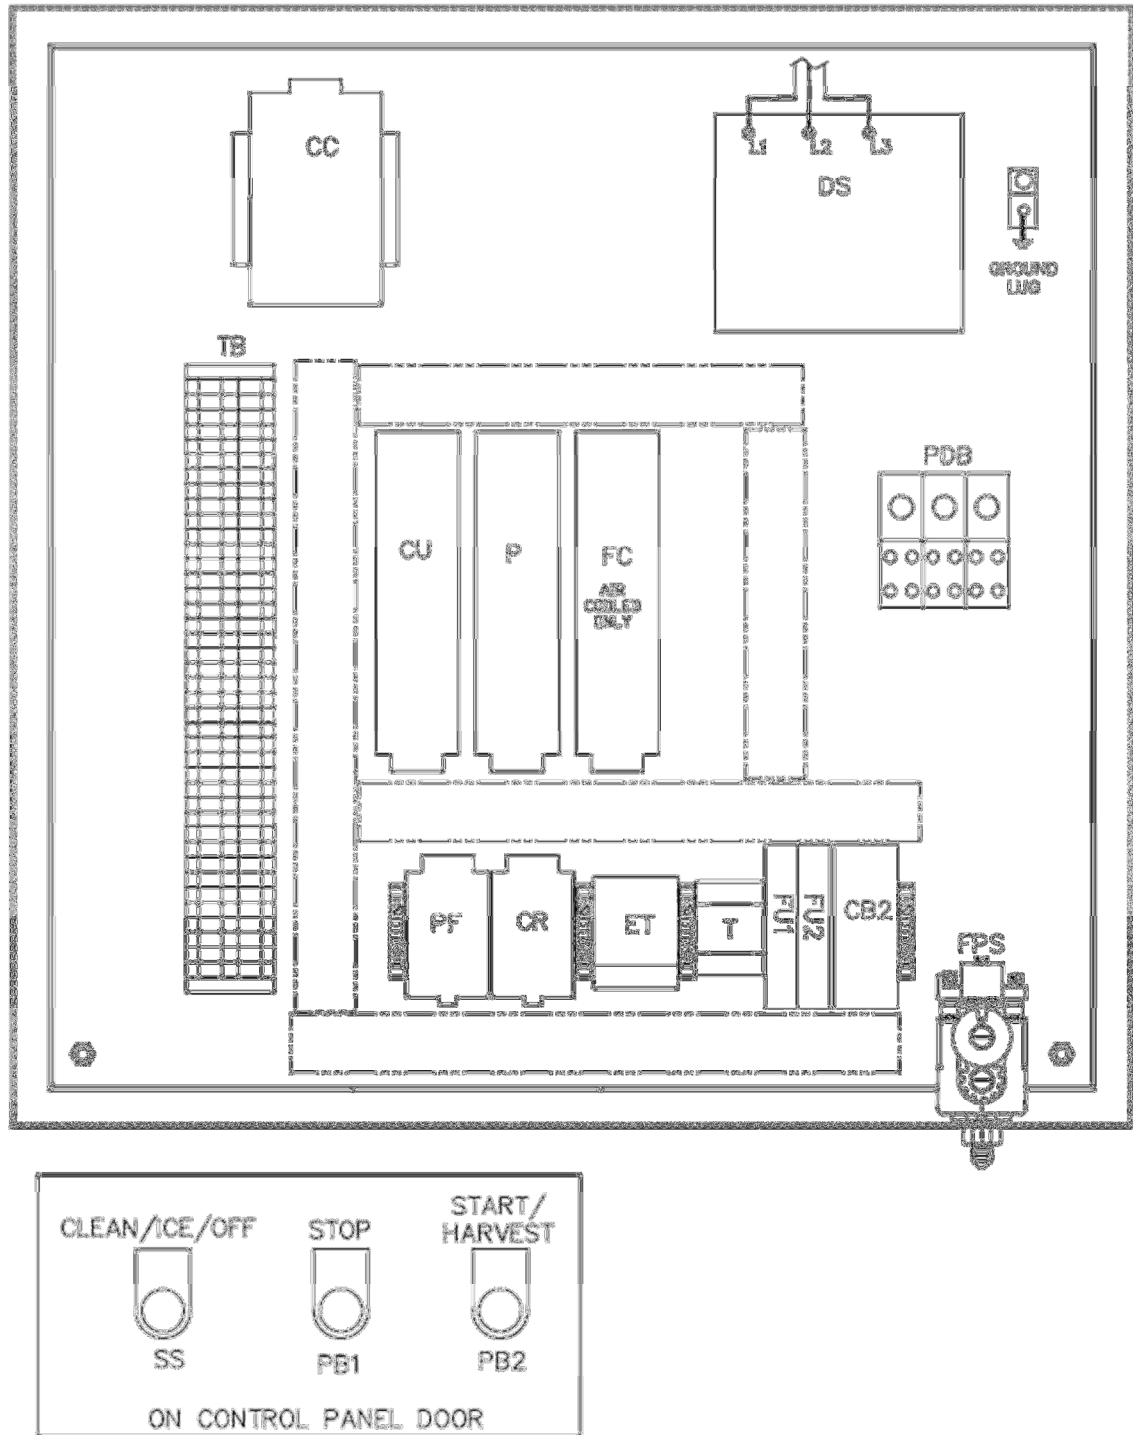 CC
L1 L2 L3
DS
GROUND
LUG
TB
PDB
CU P FC
AIR
COOLED
ONLY
PF CR ET T FU1 FU2 CB2
FPS
CLEAN/ICE/OFF STOP START/
HARVEST
SS PB1 PB2
ON CONTROL PANEL DOOR